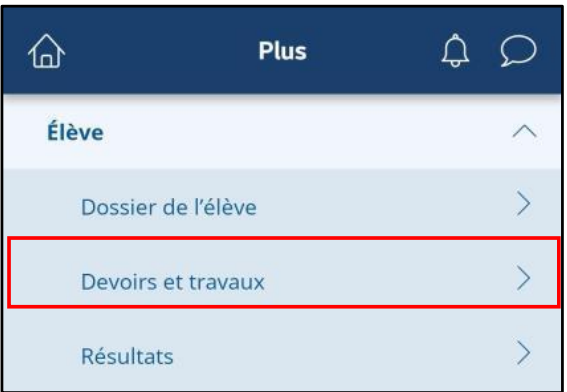 Plus
Élève
Dossier de l'élève
Devoirs et travaux
Résultats